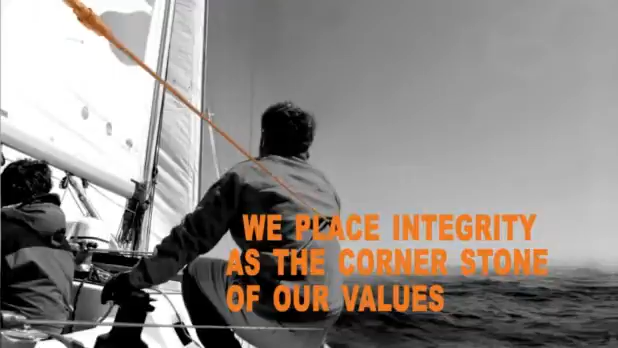 WE PLACE INTEGRITY
AS THE CORNER STONE
OF OUR VALUES